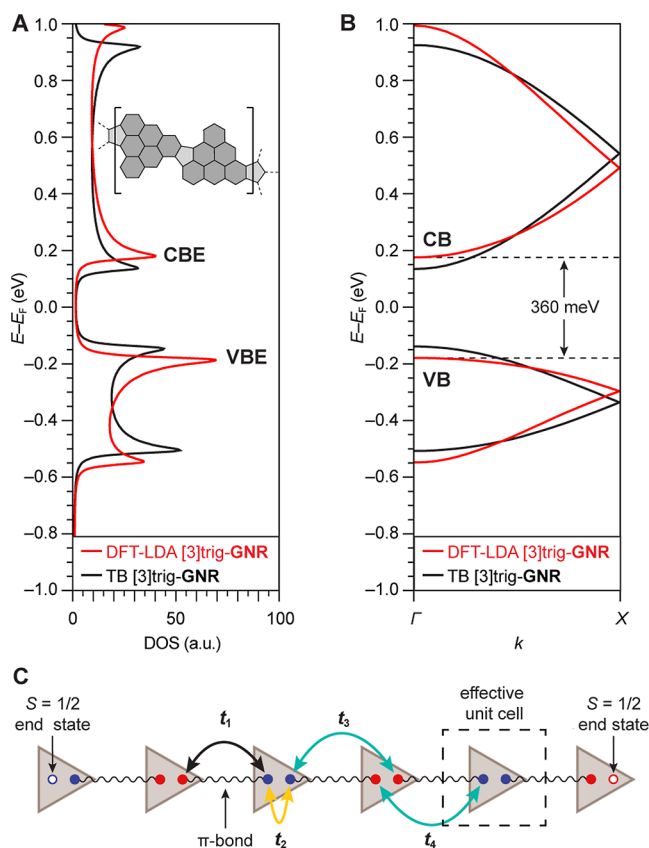 A
1.0
0.8
0.6
0.4
0.2
0.0
–0.2
–0.4
–0.6
–0.8
–1.0
E–EF (eV)
CBE
VBE
DFT-LDA [3]trig-GNR
TB [3]trig-GNR
0
50
100
DOS (a.u.)
B
1.0
0.8
0.6
0.4
0.2
0.0
–0.2
–0.4
–0.6
–0.8
–1.0
E–EF (eV)
CB
360 meV
VB
DFT-LDA [3]trig-GNR
TB [3]trig-GNR
Γ
X
k
C
S = 1/2
end state
t1
t3
effective
unit cell
S = 1/2
end state
π-bond
t2
t4